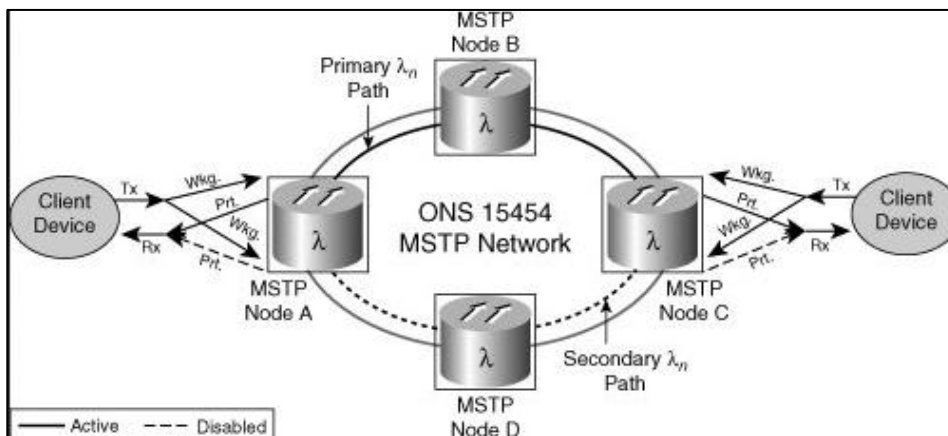 MSTP
Node B
Primary λn
Path
λ
Client
Device
Tx
Wkg.
Prt.
Wkg.
Rx
Prt.
λ
MSTP
Node A
ONS 15454
MSTP Network
λ
MSTP
Node C
Wkg.
Tx
Prt.
Wkg.
Rx
Prt.
Client
Device
λ
MSTP
Node D
Secondary λn
Path
Active
Disabled